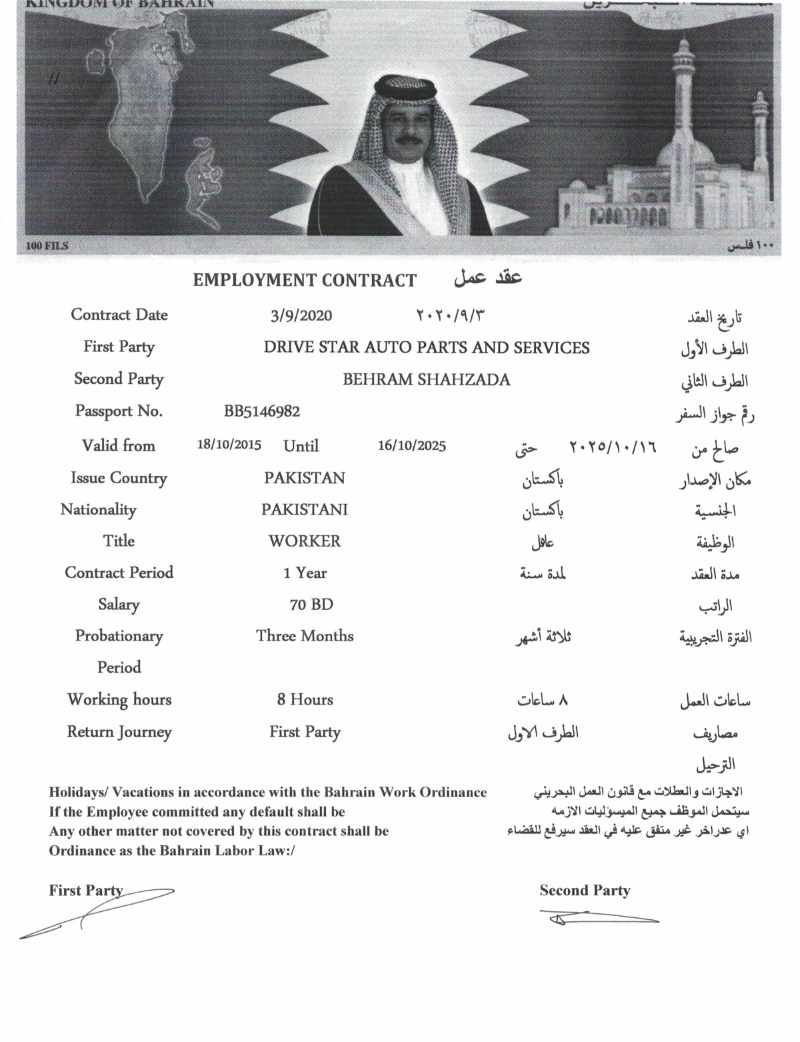 KINGDOM OF BAHRAIN
100 FILS ١٠٠ فلس
EMPLOYMENT CONTRACT عقد عمل
Contract Date 3/9/2020 ٢٠٢٠/٩/٣ تاريخ العقد
First Party DRIVE STAR AUTO PARTS AND SERVICES الطرف الأول
Second Party BEHRAM SHAHZADA الطرف الثاني
Passport No. BB5146982 رقم جواز السفر
Valid from 18/10/2015 Until 16/10/2025 حتى ٢٠٢٥/١٠/١٦ صالح من
Issue Country PAKISTAN باكستان مكان الإصدار
Nationality PAKISTANI باكستان الجنسية
Title WORKER عامل الوظيفة
Contract Period 1 Year لمدة سنة مدة العقد
Salary 70 BD الراتب
Probationary Three Months ثلاثة أشهر الفترة التجريبية
Period
Working hours 8 Hours ٨ ساعات ساعات العمل
Return Journey First Party الطرف الاول مصاريف
الترحيل
Holidays/ Vacations in accordance with the Bahrain Work Ordinance الاجازات والعطلات مع قانون العمل البحريني
If the Employee committed any default shall be سيتحمل الموظف جميع الميسؤليات الازمه
Any other matter not covered by this contract shall be اي عدراخر غير متفق عليه في العقد سيرفع للقضاء
Ordinance as the Bahrain Labor Law:/
First Party Second Party